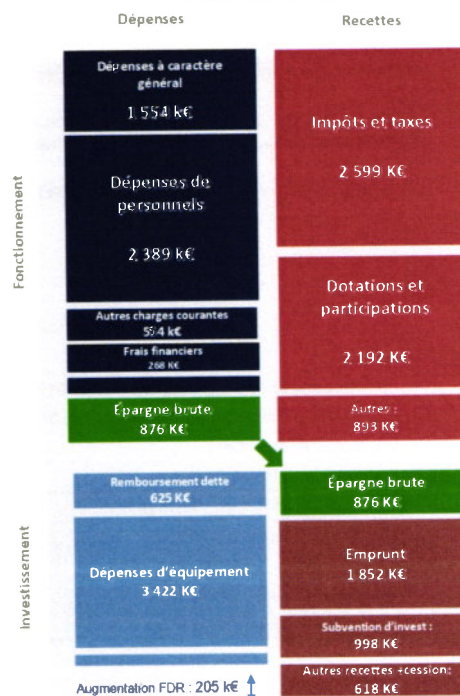 Dépenses
Recettes
Fonctionnement
Dépenses à caractère
général
1 554 k€
Dépenses de
personnels
2 389 k€
Autres charges courantes
554 k€
Frais financiers
268 K€
Épargne brute
876 K€
Impôts et taxes
2 599 K€
Dotations et
participations
2 192 K€
Autres :
893 K€
Investissement
Remboursement dette
625 K€
Dépenses d'équipement
3 422 K€
Augmentation FDR : 205 k€
Épargne brute
876 K€
Emprunt
1 852 K€
Subvention d'invest :
998 K€
Autres recettes +cession:
618 K€